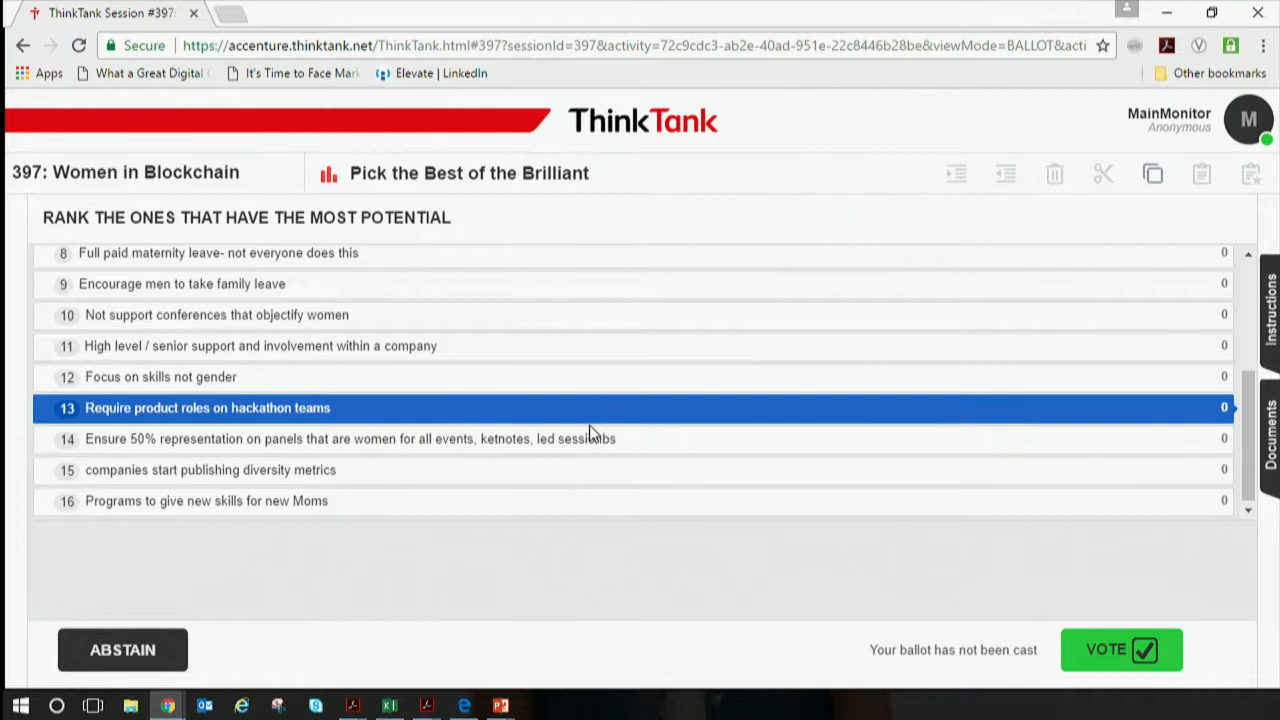 ThinkTank Session #397:
Secure
https://accenture.thinktank.net/ThinkTank.html#397?sessionId=397&activity=72c9cdc3-ab2e-40ad-951e-22c8446b28be&viewMode=BALLOT&acti
Apps
What a Great Digital
It's Time to Face Mar
Elevate | LinkedIn
Other bookmarks
ThinkTank
MainMonitor
Anonymous
M
397: Women in Blockchain
Pick the Best of the Brilliant
RANK THE ONES THAT HAVE THE MOST POTENTIAL
8 Full paid maternity leave- not everyone does this 0
9 Encourage men to take family leave 0
10 Not support conferences that objectify women 0
11 High level / senior support and involvement within a company 0
12 Focus on skills not gender 0
13 Require product roles on hackathon teams 0
14 Ensure 50% representation on panels that are women for all events, ketnotes, led 0
15 companies start publishing diversity metrics 0
16 Programs to give new skills for new Moms 0
Instructions
Documents
ABSTAIN
Your ballot has not been cast
VOTE